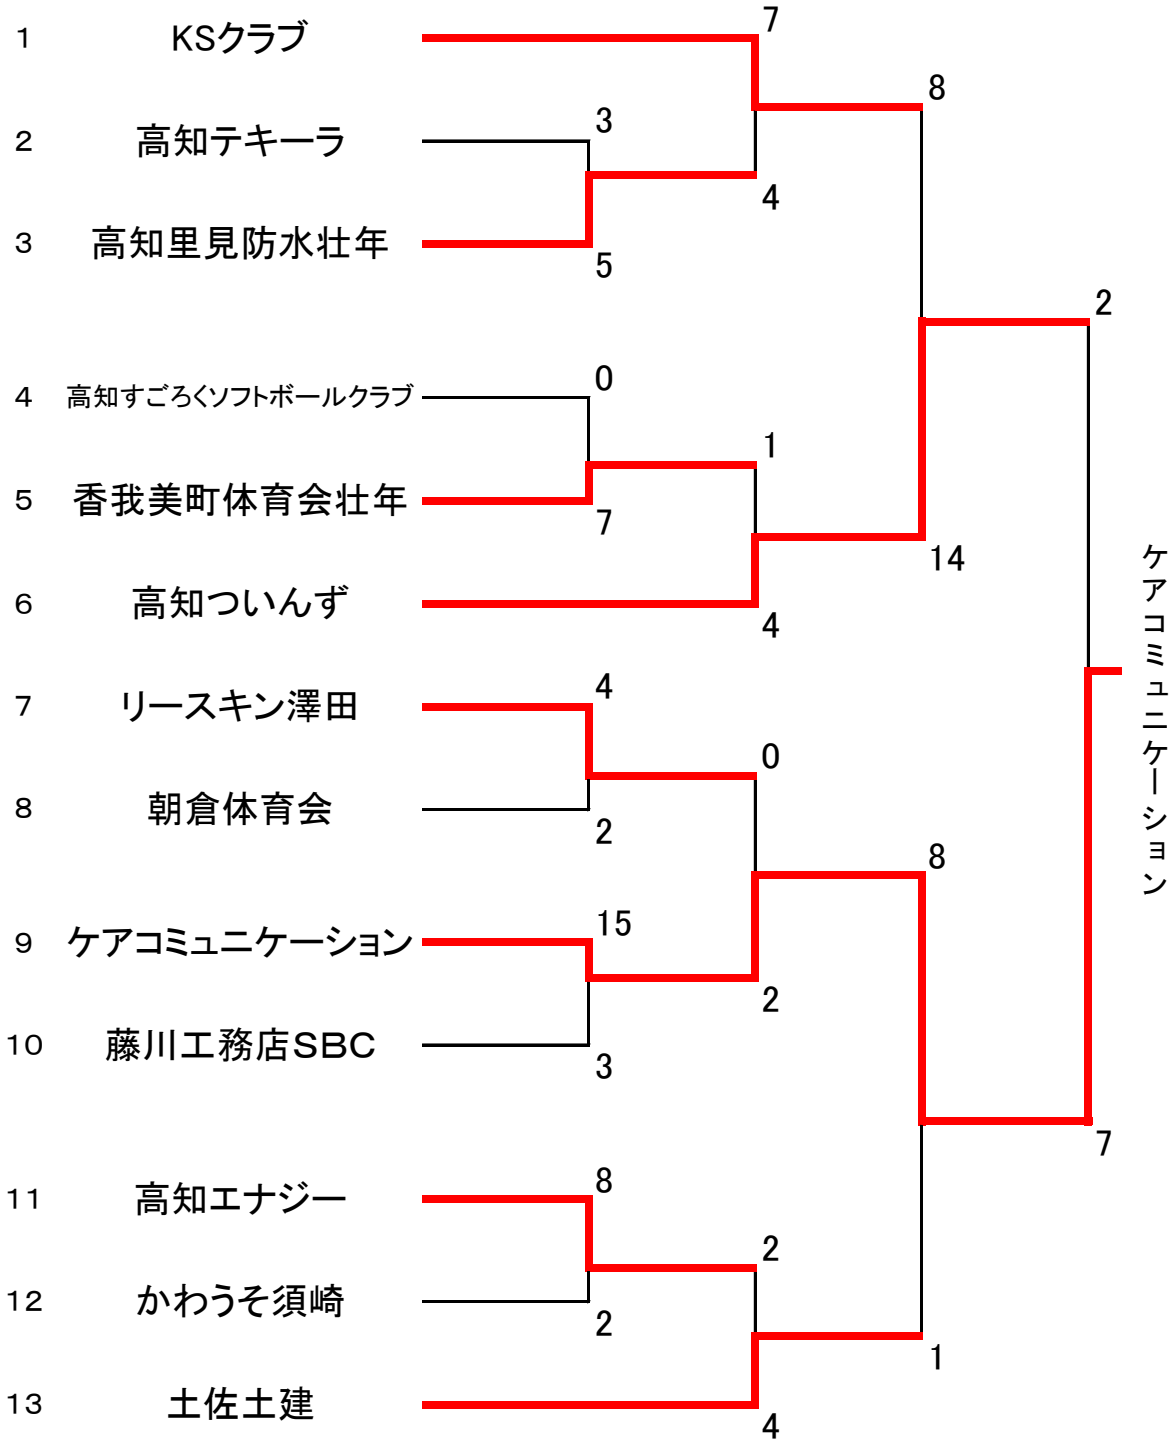 7
1 KSクラブ
8
2 高知テキーラ
3
4
3 高知里見防水壮年
5
2
4 高知すごろくソフトボールクラブ
0
1
5 香我美町体育会壮年
7
14
6 高知ついんず
4
ケアコミュニケーション
7 リースキン澤田
4
0
8 朝倉体育会
2
8
9 ケアコミュニケーション
15
2
10 藤川工務店SBC
3
7
11 高知エナジー
8
2
12 かわうそ須崎
2
1
13 土佐土建
4